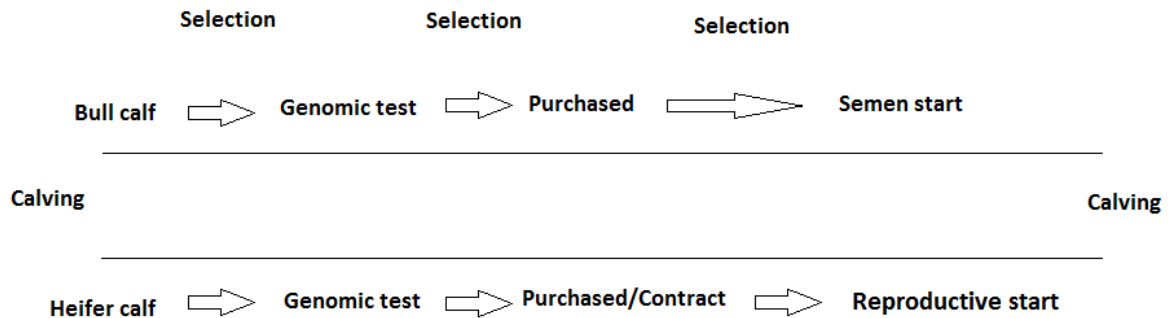 Selection Selection Selection
Bull calf Genomic test Purchased Semen start
Calving Calving
Heifer calf Genomic test Purchased/Contract Reproductive start